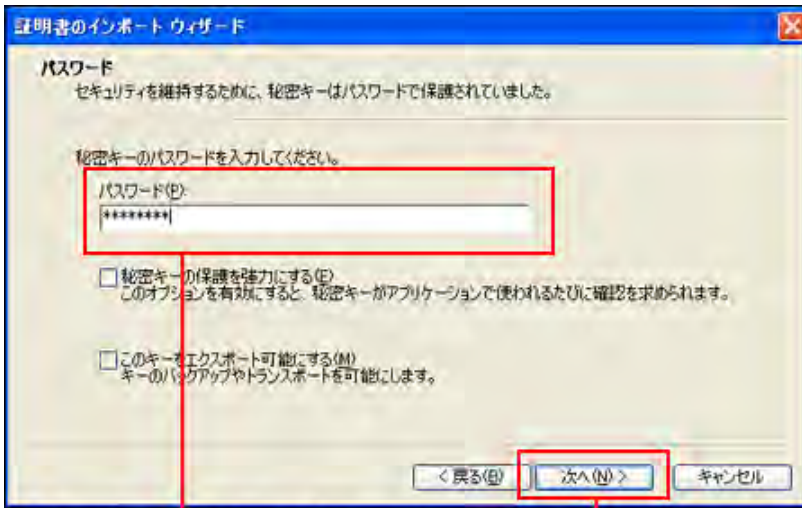 証明書のインポート ウィザード
パスワード
セキュリティを維持するために、秘密キーはパスワードで保護されていました。
秘密キーのパスワードを入力してください。
パスワード(P):
********
秘密キーの保護を強力にする(E)
このオプションを有効にすると、秘密キーがアプリケーションで使われるたびに確認を求められます。
このキーをエクスポート可能にする(M)
キーのバックアップやトランスポートを可能にします。
< 戻る(B) 次へ(N) > キャンセル